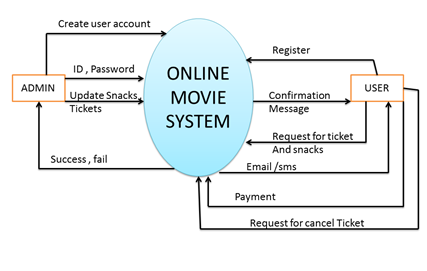 Create user account
Register
ID , Password
ONLINE
MOVIE
SYSTEM
ADMIN
Update Snacks,
Tickets
Confirmation
Message
USER
Request for ticket
And snacks
Success , fail
Email /sms
Payment
Request for cancel Ticket